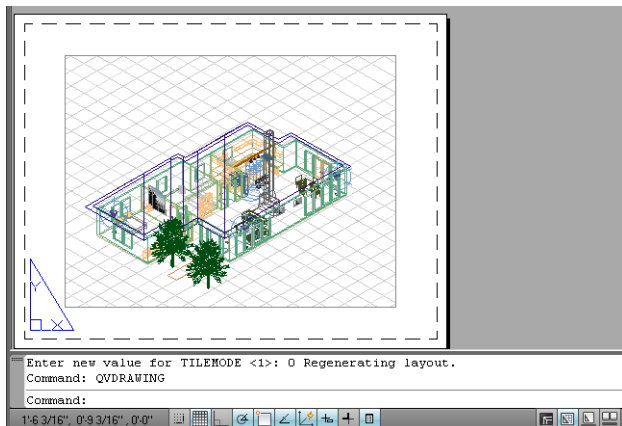 Y
X
Enter new value for TILEMODE <1>: 0 Regenerating layout.
Command: QVDRAWING
Command:
1'-6 3/16", 0'-9 3/16" , 0'-0"